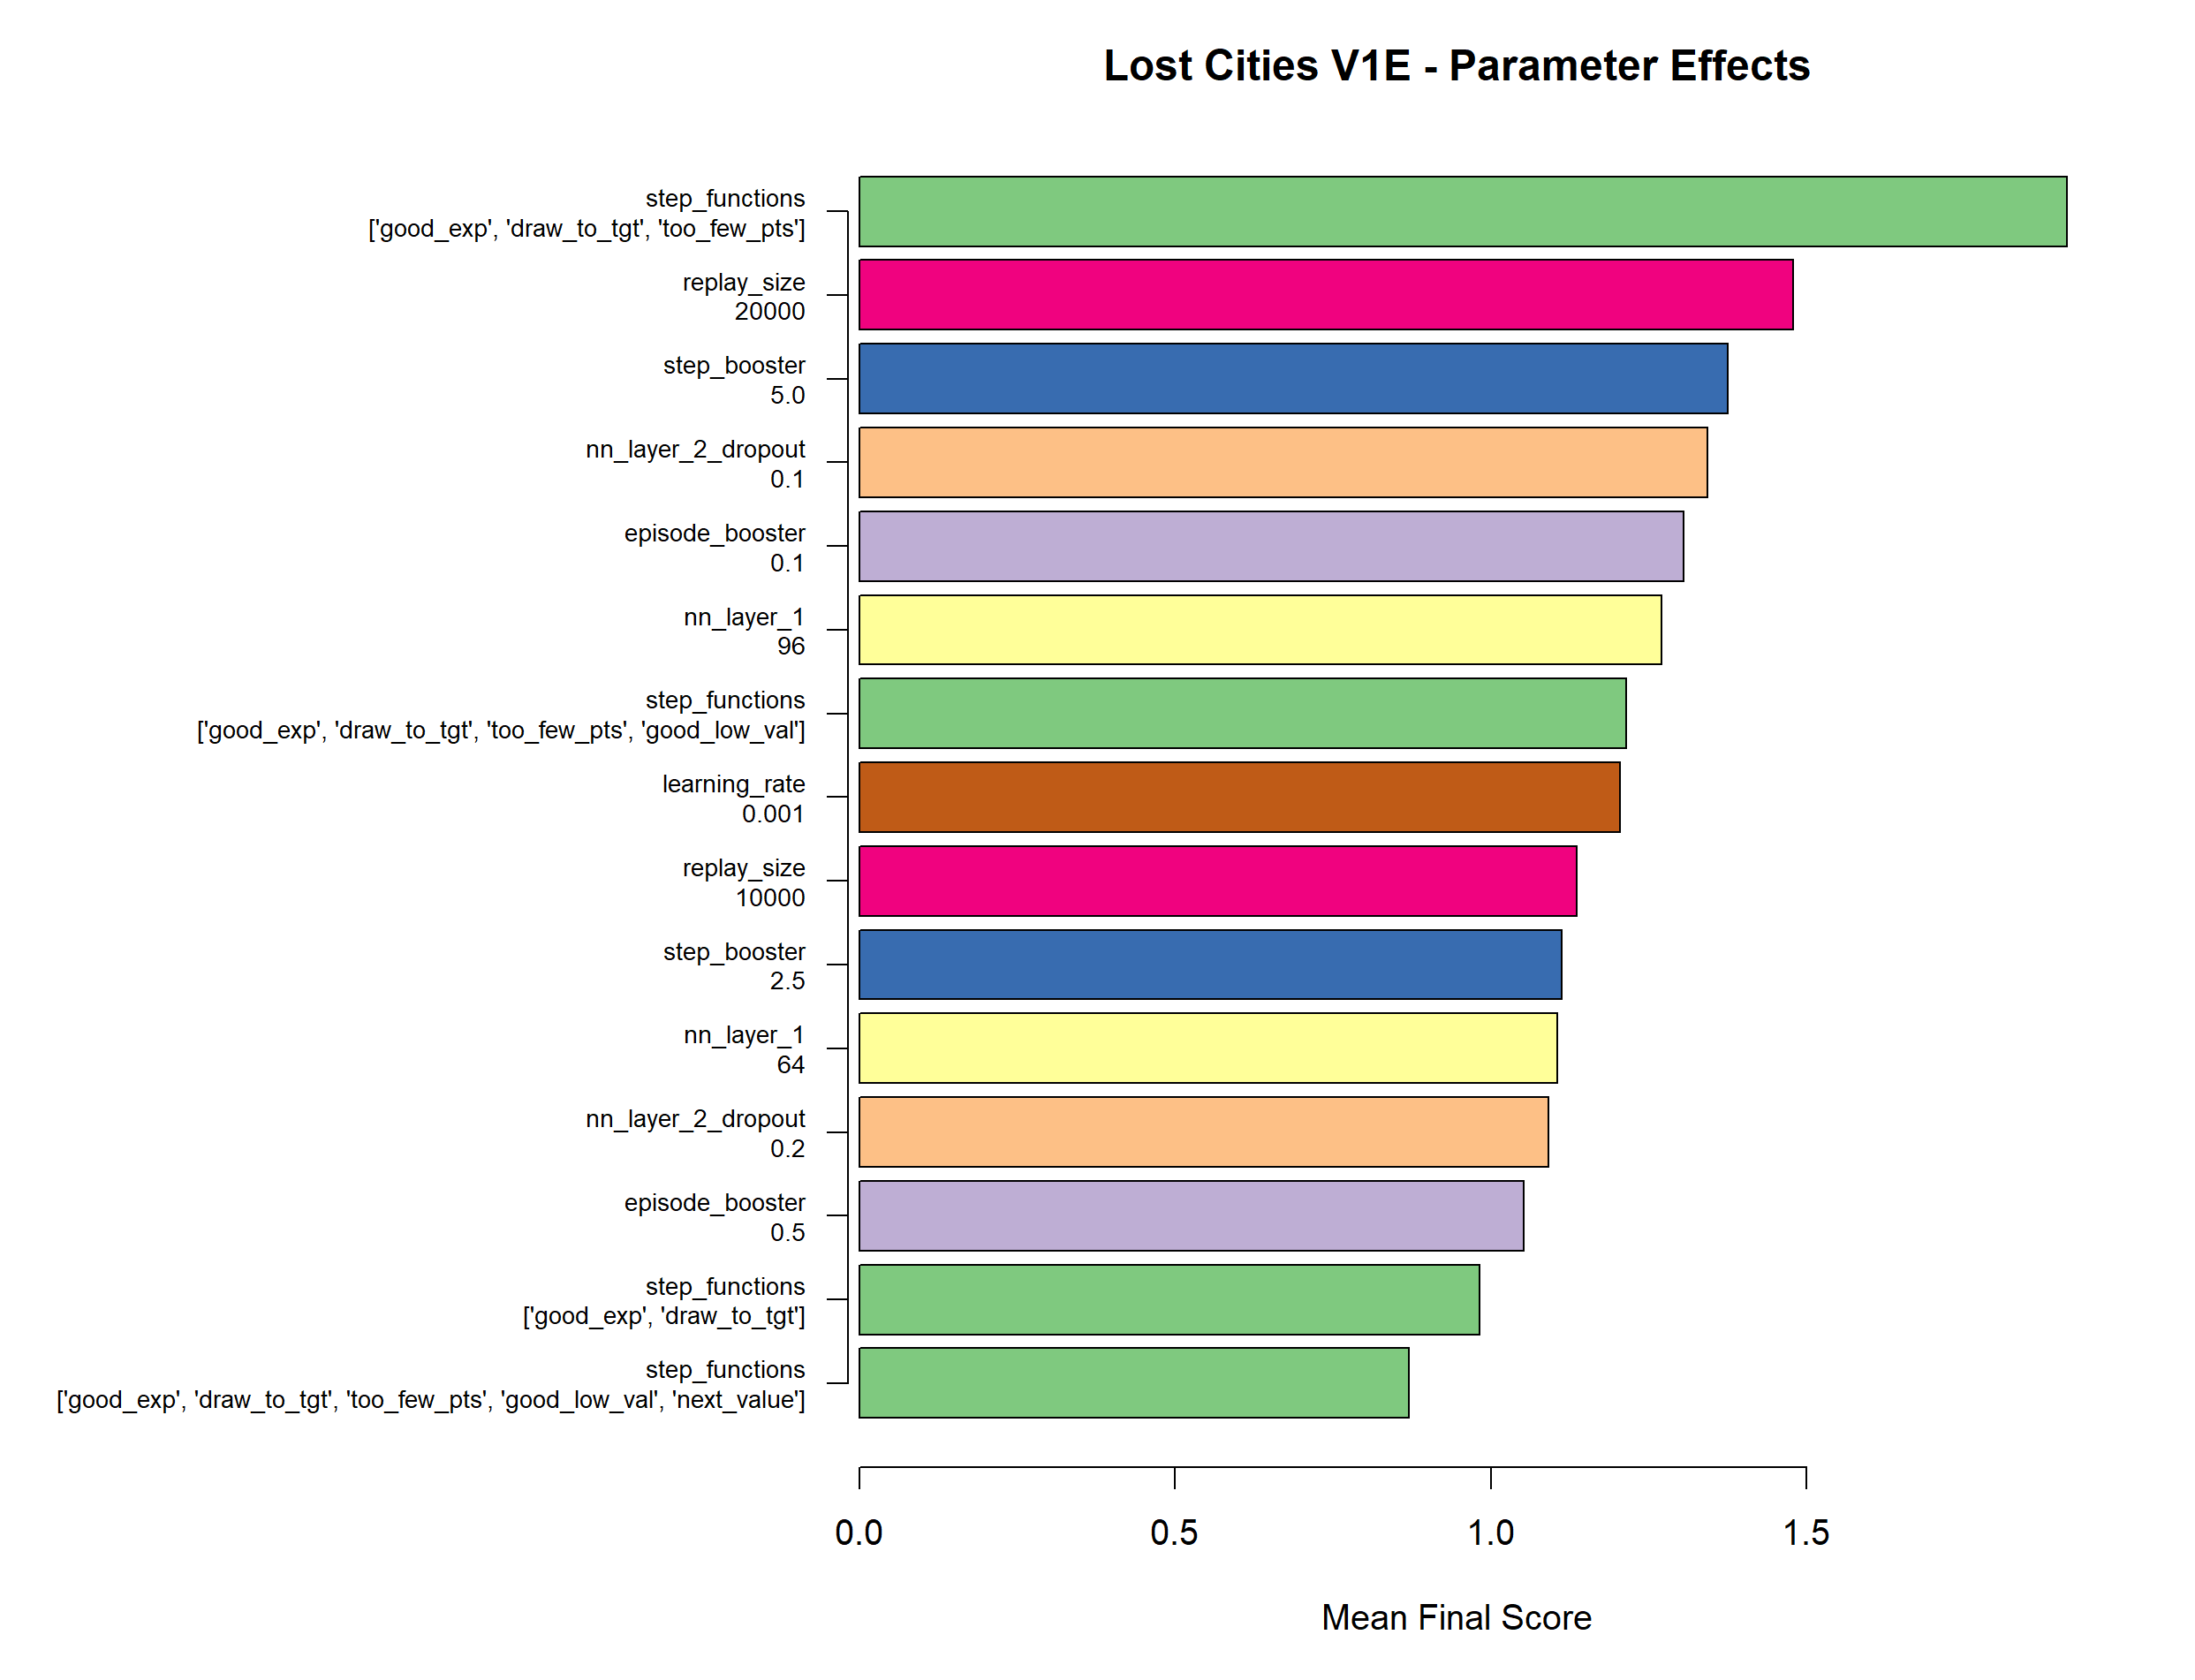 Lost Cities V1E - Parameter Effects
step_functions
['good_exp', 'draw_to_tgt', 'too_few_pts']
replay_size
20000
step_booster
5.0
nn_layer_2_dropout
0.1
episode_booster
0.1
nn_layer_1
96
step_functions
['good_exp', 'draw_to_tgt', 'too_few_pts', 'good_low_val']
learning_rate
0.001
replay_size
10000
step_booster
2.5
nn_layer_1
64
nn_layer_2_dropout
0.2
episode_booster
0.5
step_functions
['good_exp', 'draw_to_tgt']
step_functions
['good_exp', 'draw_to_tgt', 'too_few_pts', 'good_low_val', 'next_value']
0.0 0.5 1.0 1.5
Mean Final Score